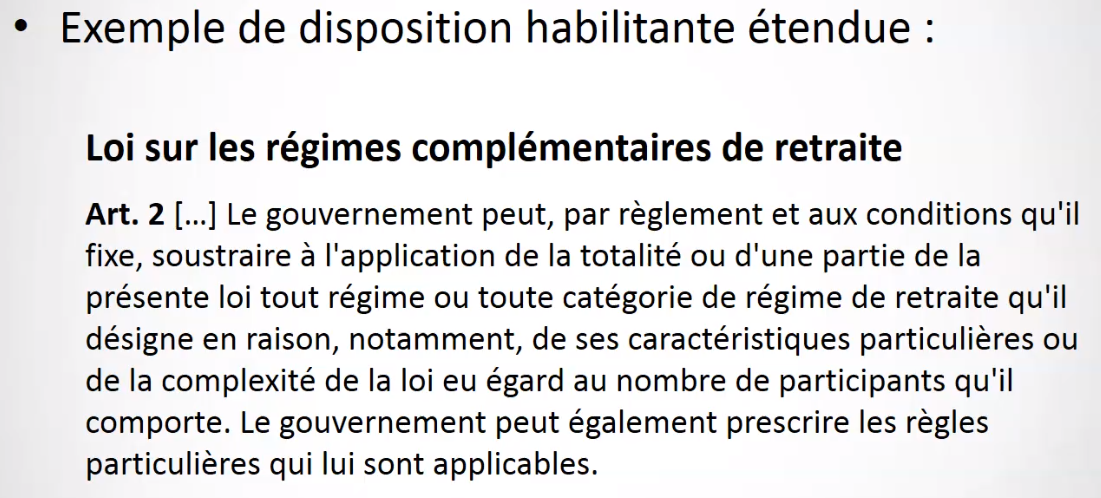 • Exemple de disposition habilitante étendue :
Loi sur les régimes complémentaires de retraite
Art. 2 [...] Le gouvernement peut, par règlement et aux conditions qu'il
fixe, soustraire à l'application de la totalité ou d'une partie de la
présente loi tout régime ou toute catégorie de régime de retraite qu'il
désigne en raison, notamment, de ses caractéristiques particulières ou
de la complexité de la loi eu égard au nombre de participants qu'il
comporte. Le gouvernement peut également prescrire les règles
particulières qui lui sont applicables.